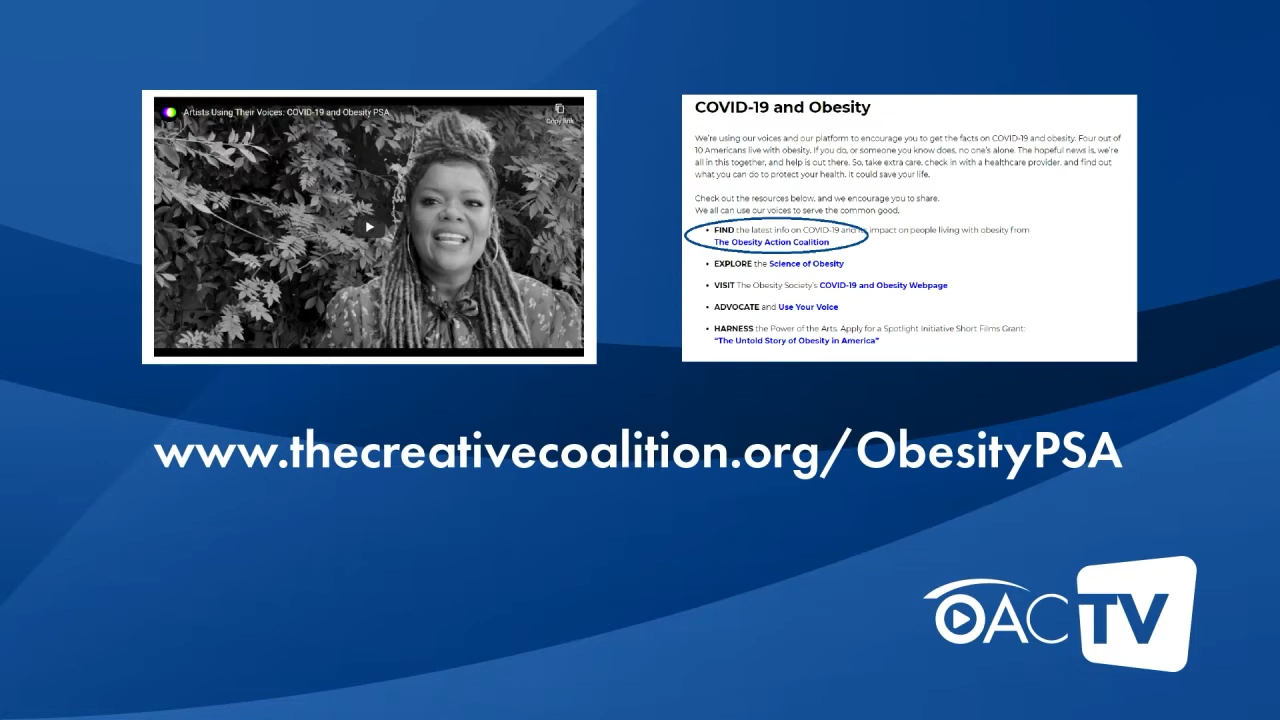 Artists Using Their Voices: COVID-19 and Obesity PSA
Copy link
COVID-19 and Obesity
We're using our voices and our platform to encourage you to get the facts on COVID-19 and obesity. Four out of
10 Americans live with obesity. If you do, or someone you know does, no one's alone. The hopeful news is, we're
all in this together, and help is out there. So, take extra care, check in with a healthcare provider, and find out
what you can do to protect your health. It could save your life.
Check out the resources below, and we encourage you to share.
We all can use our voices to serve the common good.
• FIND the latest info on COVID-19 and its impact on people living with obesity from
The Obesity Action Coalition
• EXPLORE the Science of Obesity
• VISIT The Obesity Society's COVID-19 and Obesity Webpage
• ADVOCATE and Use Your Voice
• HARNESS the Power of the Arts. Apply for a Spotlight Initiative Short Films Grant:
"The Untold Story of Obesity in America"
www.thecreativecoalition.org/ObesityPSA
OAC TV